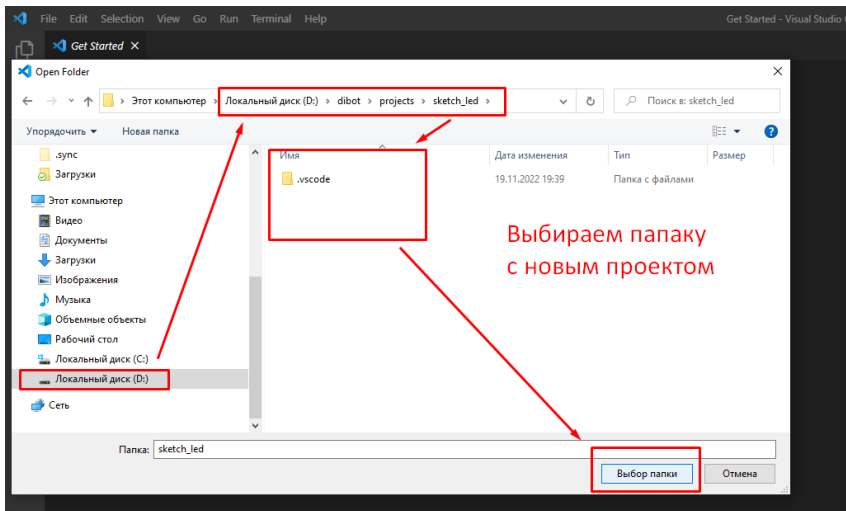 File Edit Selection View Go Run Terminal Help
Get Started - Visual Studio
Get Started
Open Folder
Этот компьютер › Локальный диск (D:) › dibot › projects › sketch_led ›
Поиск в: sketch_led
Упорядочить
Новая папка
.sync
Загрузки
Этот компьютер
Видео
Документы
Загрузки
Изображения
Музыка
Объемные объекты
Рабочий стол
Локальный диск (C:)
Локальный диск (D:)
Сеть
Имя Дата изменения Тип Размер
.vscode 19.11.2022 19:39 Папка с файлами
Выбираем папаку
с новым проектом
Папка: sketch_led
Выбор папки Отмена